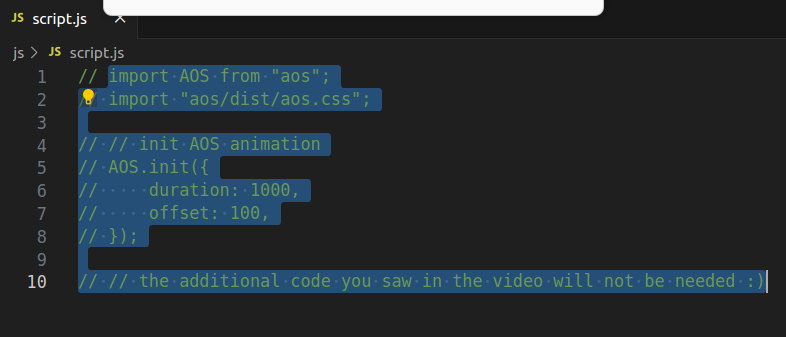 JS script.js ×
js > JS script.js
1 // import AOS from "aos";
2 // import "aos/dist/aos.css";
3
4 // // init AOS animation
5 // AOS.init({
6 //     duration: 1000,
7 //     offset: 100,
8 // });
9
10 // // the additional code you saw in the video will not be needed :)